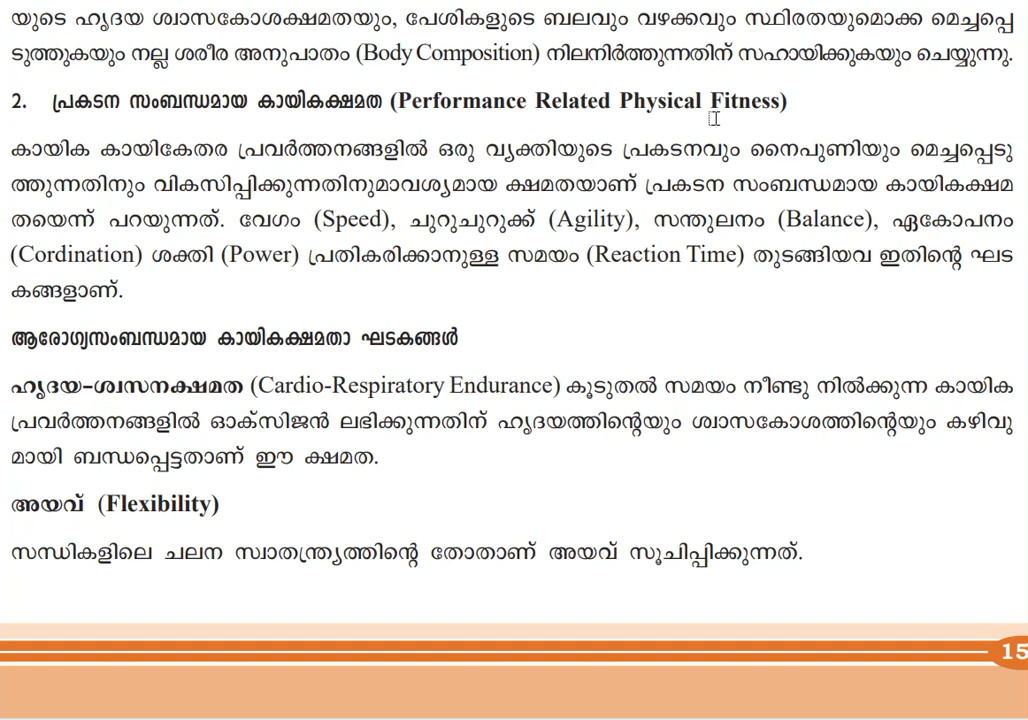 യുടെ ഹൃദയ ശ്വാസകോശക്ഷമതയും, പേശികളുടെ ബലവും വഴക്കവും സ്ഥിരതയുമൊക്ക മെച്ചപ്പെ
ടുത്തുകയും നല്ല ശരീര അനുപാതം (Body Composition) നിലനിർത്തുന്നതിന് സഹായിക്കുകയും ചെയ്യുന്നു.
2. പ്രകടന സംബന്ധമായ കായികക്ഷമത (Performance Related Physical Fitness)
കായിക കായികേതര പ്രവർത്തനങ്ങളിൽ ഒരു വ്യക്തിയുടെ പ്രകടനവും നൈപുണിയും മെച്ചപ്പെടു
ത്തുന്നതിനും വികസിപ്പിക്കുന്നതിനുമാവശ്യമായ ക്ഷമതയാണ് പ്രകടന സംബന്ധമായ കായികക്ഷമ
തയെന്ന് പറയുന്നത്. വേഗം (Speed), ചുറുചുറുക്ക് (Agility), സന്തുലനം (Balance), ഏകോപനം
(Cordination) ശക്തി (Power) പ്രതികരിക്കാനുള്ള സമയം (Reaction Time) തുടങ്ങിയവ ഇതിന്റെ ഘട
കങ്ങളാണ്.
ആരോഗ്യസംബന്ധമായ കായികക്ഷമതാ ഘടകങ്ങൾ
ഹൃദയ-ശ്വസനക്ഷമത (Cardio-Respiratory Endurance) കൂടുതൽ സമയം നീണ്ടു നിൽക്കുന്ന കായിക
പ്രവർത്തനങ്ങളിൽ ഓക്സിജൻ ലഭിക്കുന്നതിന് ഹൃദയത്തിന്റെയും ശ്വാസകോശത്തിന്റെയും കഴിവു
മായി ബന്ധപ്പെട്ടതാണ് ഈ ക്ഷമത.
അയവ് (Flexibility)
സന്ധികളിലെ ചലന സ്വാതന്ത്ര്യത്തിന്റെ തോതാണ് അയവ് സൂചിപ്പിക്കുന്നത്.
15